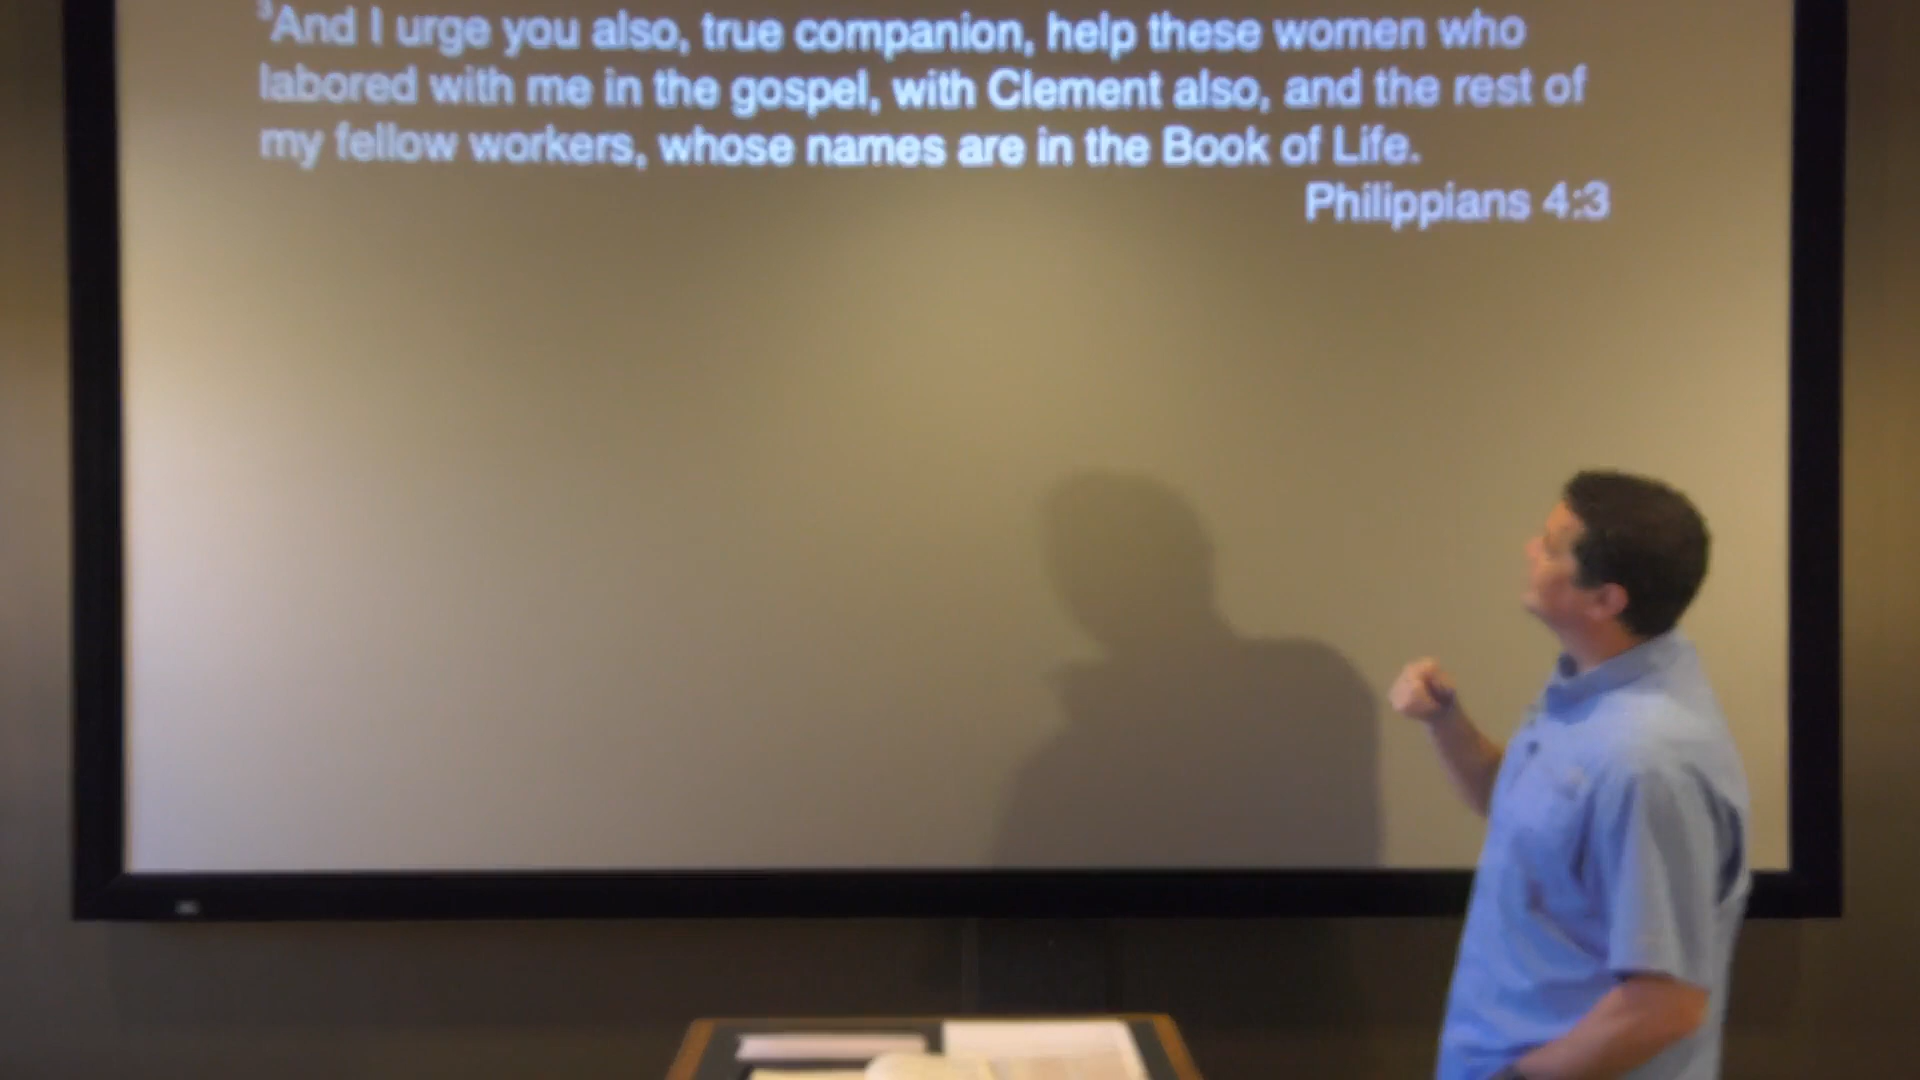 ³And I urge you also, true companion, help these women who
labored with me in the gospel, with Clement also, and the rest of
my fellow workers, whose names are in the Book of Life.
Philippians 4:3